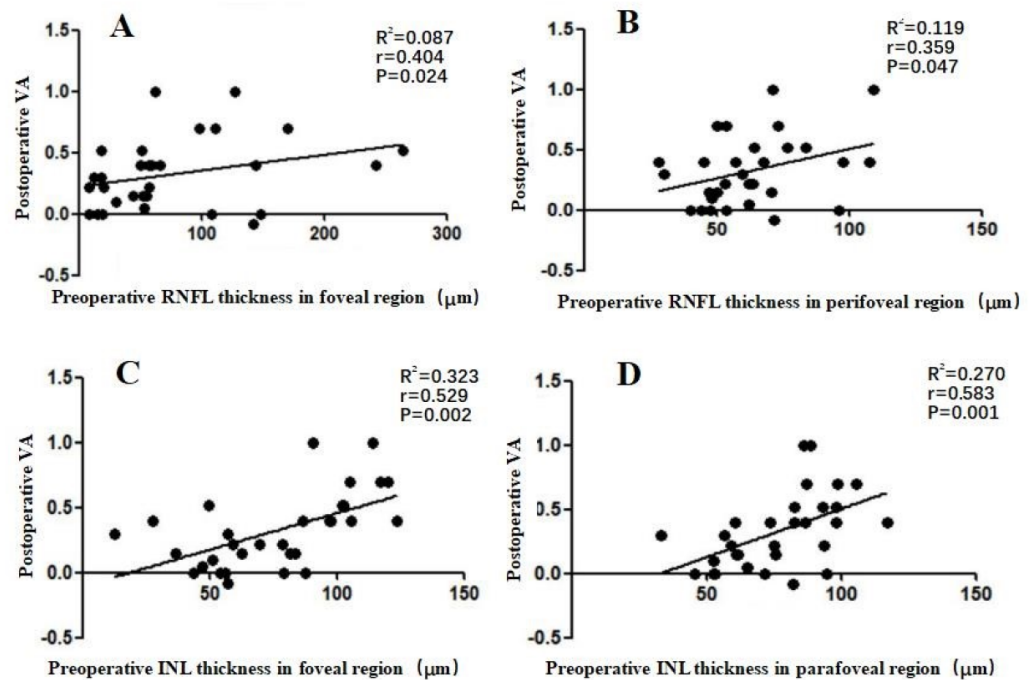 A
R²=0.087
r=0.404
P=0.024
1.5
1.0
0.5
0.0
-0.5
100
200
300
Postoperative VA
Preoperative RNFL thickness in foveal region (μm)
B
R²=0.119
r=0.359
P=0.047
1.5
1.0
0.5
0.0
-0.5
50
100
150
Postoperative VA
Preoperative RNFL thickness in perifoveal region (μm)
C
R²=0.323
r=0.529
P=0.002
1.5
1.0
0.5
0.0
-0.5
50
100
150
Postoperative VA
Preoperative INL thickness in foveal region (μm)
D
R²=0.270
r=0.583
P=0.001
1.5
1.0
0.5
0.0
-0.5
50
100
150
Postoperative VA
Preoperative INL thickness in parafoveal region (μm)